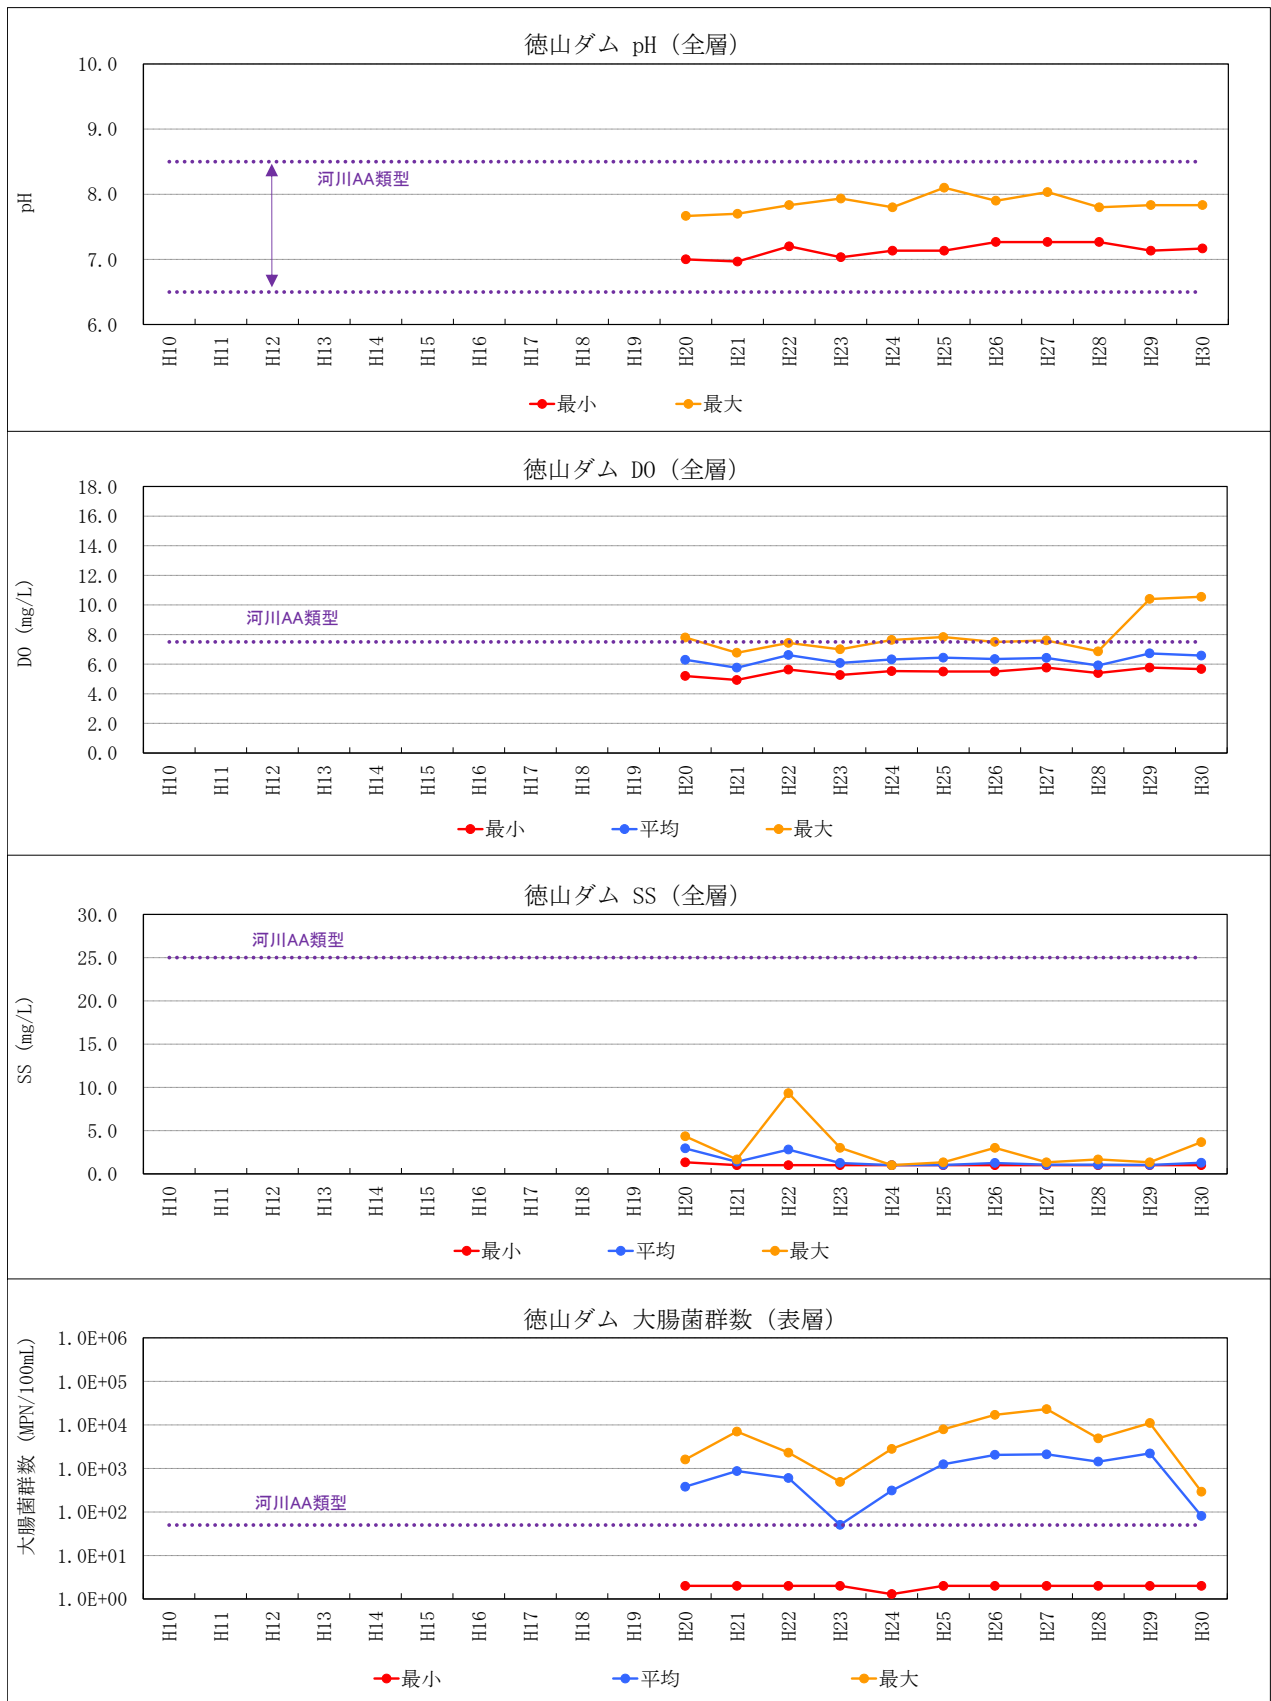 徳山ダム pH（全層）
10.0
9.0
8.0
7.0
6.0
pH
河川AA類型
H10 H11 H12 H13 H14 H15 H16 H17 H18 H19 H20 H21 H22 H23 H24 H25 H26 H27 H28 H29 H30
最小 最大
徳山ダム DO（全層）
18.0
16.0
14.0
12.0
10.0
8.0
6.0
4.0
2.0
0.0
DO（mg/L）
河川AA類型
H10 H11 H12 H13 H14 H15 H16 H17 H18 H19 H20 H21 H22 H23 H24 H25 H26 H27 H28 H29 H30
最小 平均 最大
徳山ダム SS（全層）
30.0
25.0
20.0
15.0
10.0
5.0
0.0
SS（mg/L）
河川AA類型
H10 H11 H12 H13 H14 H15 H16 H17 H18 H19 H20 H21 H22 H23 H24 H25 H26 H27 H28 H29 H30
最小 平均 最大
徳山ダム 大腸菌群数（表層）
1.0E+06
1.0E+05
1.0E+04
1.0E+03
1.0E+02
1.0E+01
1.0E+00
大腸菌群数（MPN/100mL）
河川AA類型
H10 H11 H12 H13 H14 H15 H16 H17 H18 H19 H20 H21 H22 H23 H24 H25 H26 H27 H28 H29 H30
最小 平均 最大